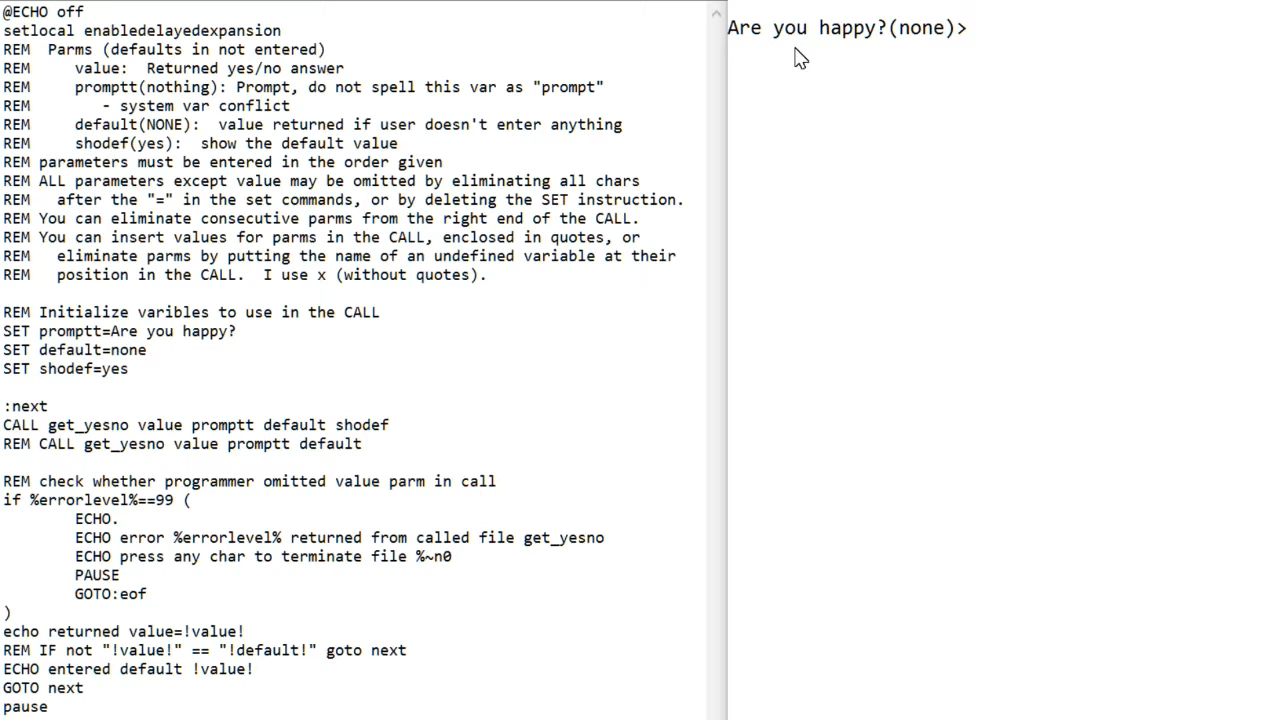 @ECHO off
setlocal enabledelayedexpansion
REM  Parms (defaults in not entered)
REM     value:  Returned yes/no answer
REM     promptt(nothing): Prompt, do not spell this var as "prompt"
REM        - system var conflict
REM     default(NONE):  value returned if user doesn't enter anything
REM     shodef(yes):  show the default value
REM parameters must be entered in the order given
REM ALL parameters except value may be omitted by eliminating all chars
REM   after the "=" in the set commands, or by deleting the SET instruction.
REM You can eliminate consecutive parms from the right end of the CALL.
REM You can insert values for parms in the CALL, enclosed in quotes, or
REM   eliminate parms by putting the name of an undefined variable at their
REM   position in the CALL.  I use x (without quotes).

REM Initialize varibles to use in the CALL
SET promptt=Are you happy?
SET default=none
SET shodef=yes

:next
CALL get_yesno value promptt default shodef
REM CALL get_yesno value promptt default

REM check whether programmer omitted value parm in call
if %errorlevel%==99 (
        ECHO.
        ECHO error %errorlevel% returned from called file get_yesno
        ECHO press any char to terminate file %~n0
        PAUSE
        GOTO:eof
)
echo returned value=!value!
REM IF not "!value!" == "!default!" goto next
ECHO entered default !value!
GOTO next
pause
Are you happy?(none)>